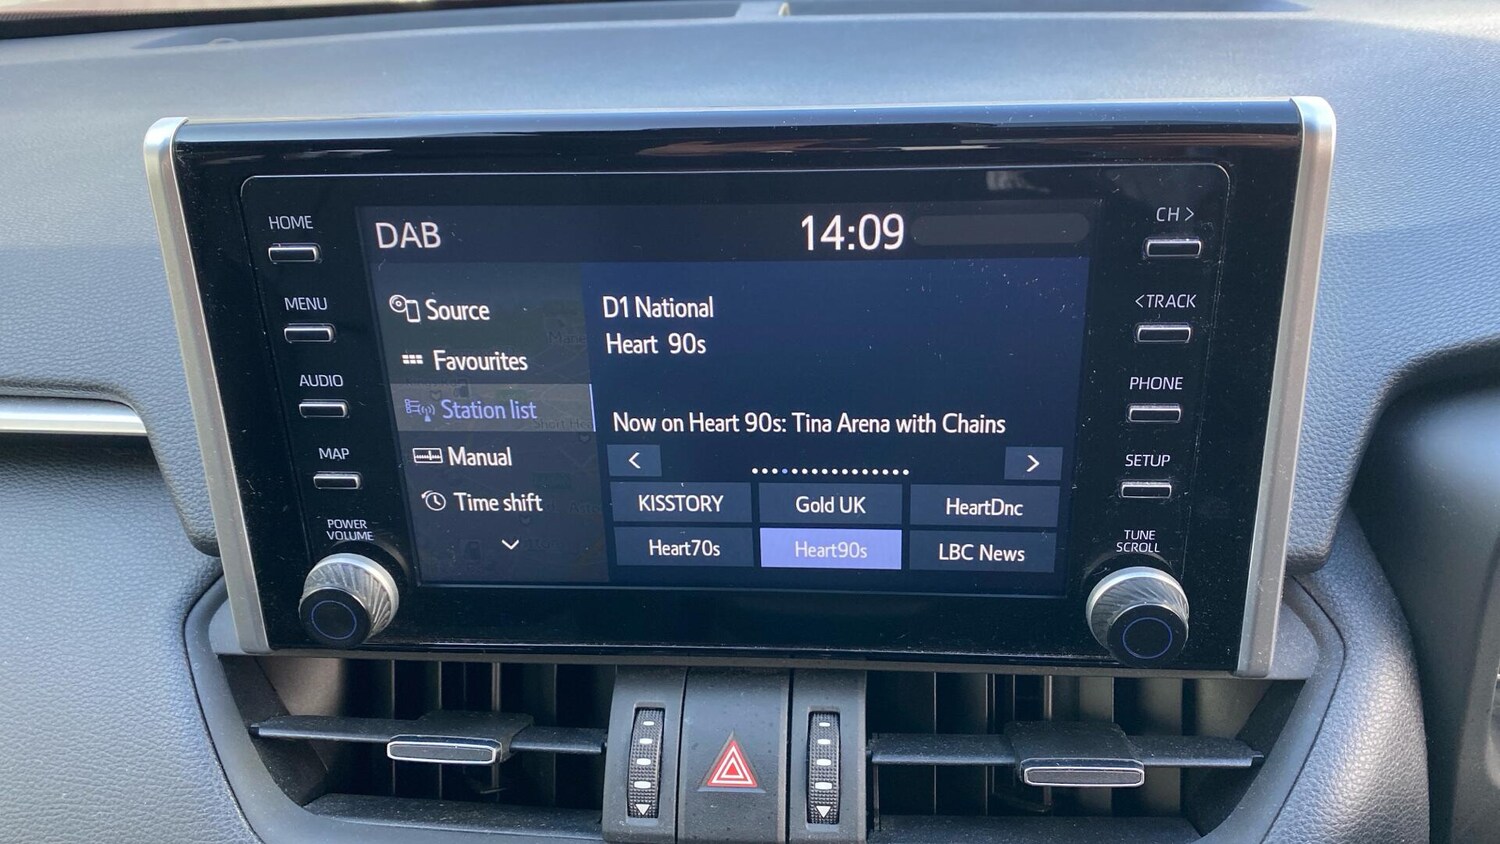 HOME
MENU
AUDIO
MAP
POWER
VOLUME
DAB
14:09
Source
Favourites
Station list
Manual
Time shift
D1 National
Heart 90s
Now on Heart 90s: Tina Arena with Chains
< >
KISSTORY Gold UK HeartDnc
Heart70s Heart90s LBC News
CH >
< TRACK
PHONE
SETUP
TUNE
SCROLL